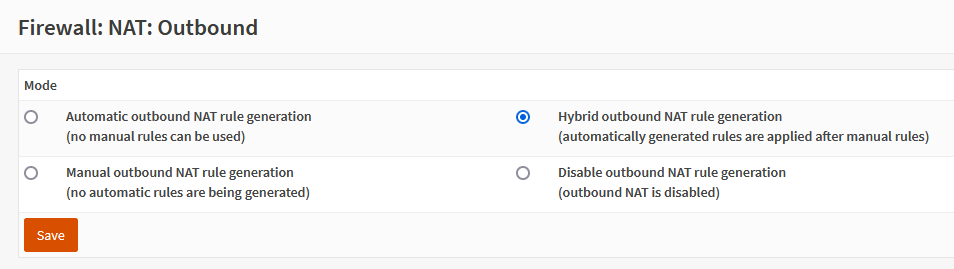 Firewall: NAT: Outbound
Mode
Automatic outbound NAT rule generation
(no manual rules can be used)
Hybrid outbound NAT rule generation
(automatically generated rules are applied after manual rules)
Manual outbound NAT rule generation
(no automatic rules are being generated)
Disable outbound NAT rule generation
(outbound NAT is disabled)
Save